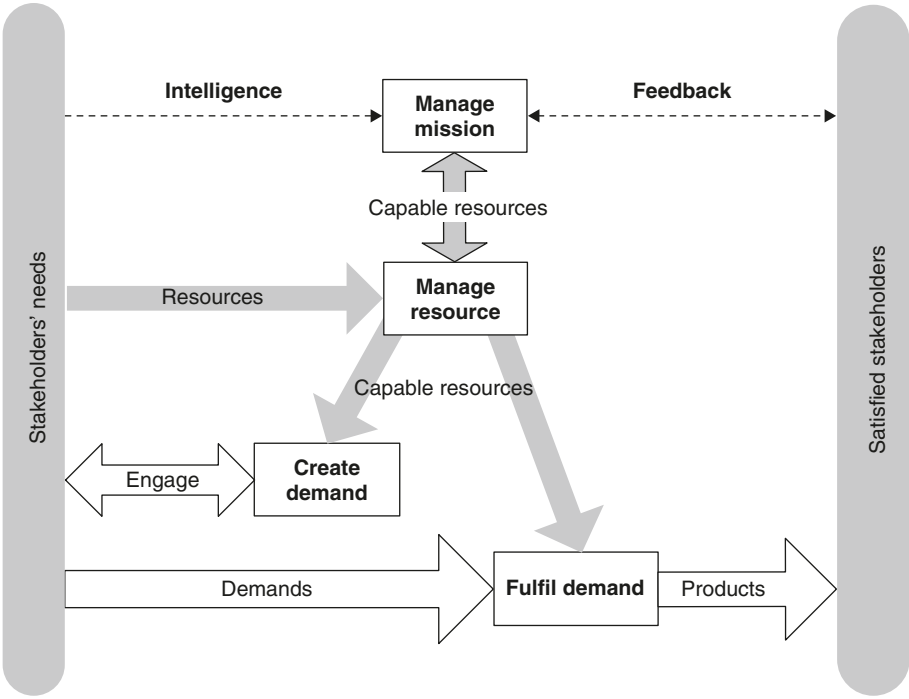 Intelligence
Manage
mission
Feedback
Capable resources
Stakeholders' needs
Resources
Manage
resource
Satisfied stakeholders
Capable resources
Engage
Create
demand
Demands
Fulfil demand
Products